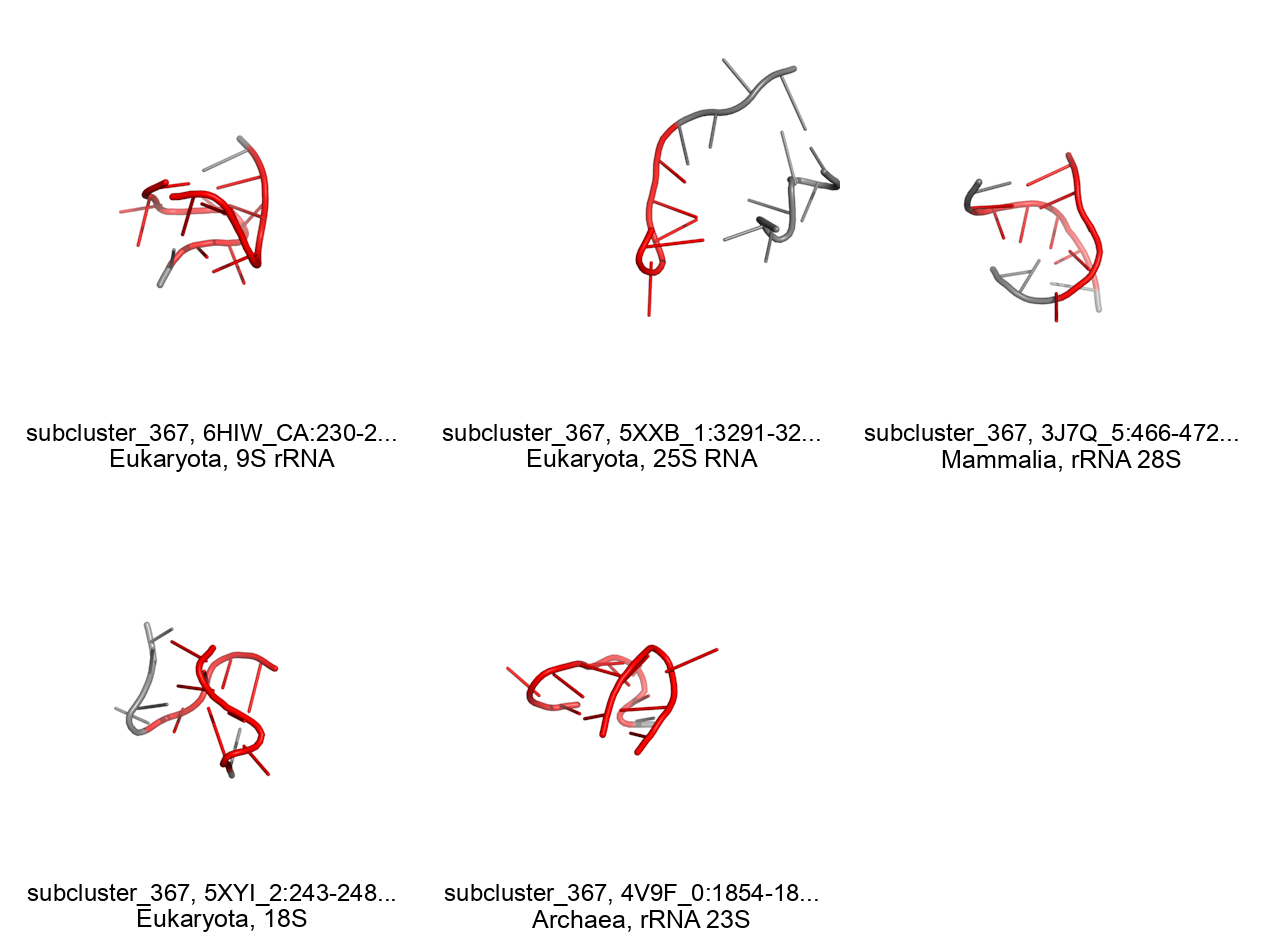 subcluster_367, 6HIW_CA:230-2...
Eukaryota, 9S rRNA
subcluster_367, 5XXB_1:3291-32...
Eukaryota, 25S RNA
subcluster_367, 3J7Q_5:466-472...
Mammalia, rRNA 28S
subcluster_367, 5XYI_2:243-248...
Eukaryota, 18S
subcluster_367, 4V9F_0:1854-18...
Archaea, rRNA 23S